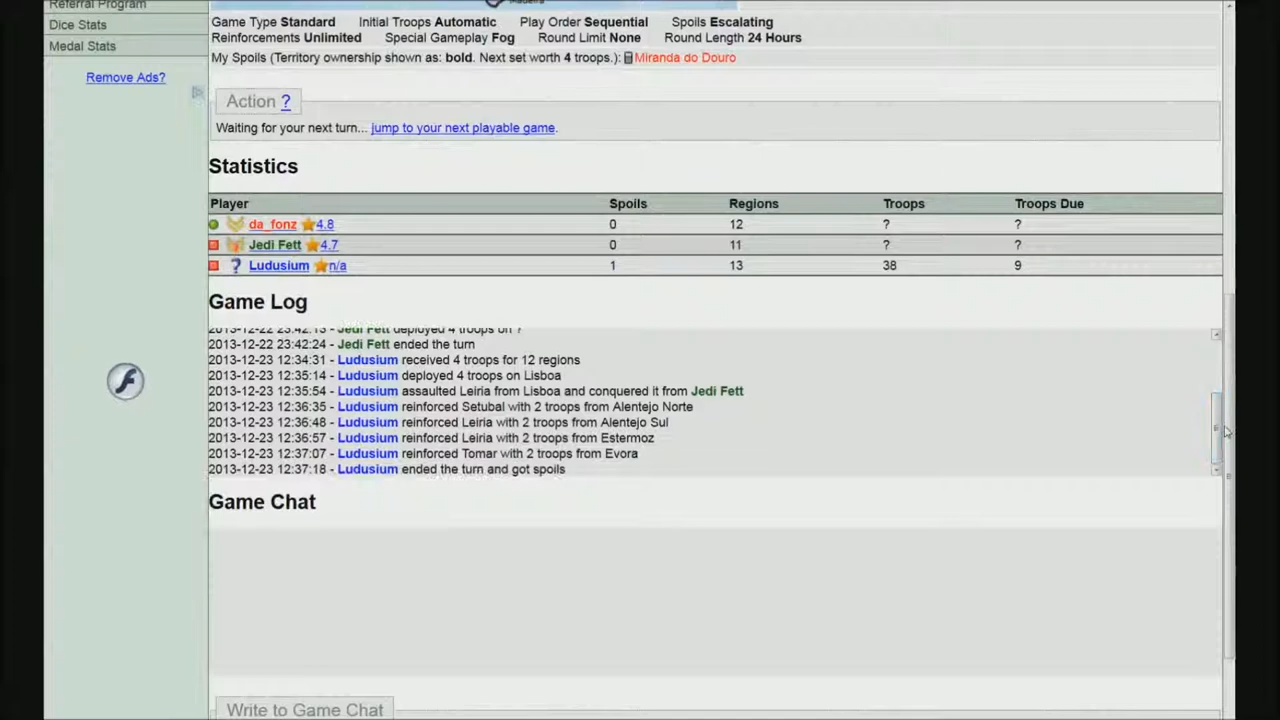 Referral Program
Dice Stats
Medal Stats
Remove Ads?
Madeira
Game Type Standard Initial Troops Automatic Play Order Sequential Spoils Escalating
Reinforcements Unlimited Special Gameplay Fog Round Limit None Round Length 24 Hours
My Spoils (Territory ownership shown as: bold. Next set worth 4 troops.): Miranda do Douro
Action ?
Waiting for your next turn... jump to your next playable game.
Statistics
Player Spoils Regions Troops Troops Due
da_fonz 4.8 0 12 ? ?
Jedi Fett 4.7 0 11 ? ?
? Ludusium n/a 1 13 38 9
Game Log
2013-12-22 23:42:13 - Jedi Fett deployed 4 troops on ?
2013-12-22 23:42:24 - Jedi Fett ended the turn
2013-12-23 12:34:31 - Ludusium received 4 troops for 12 regions
2013-12-23 12:35:14 - Ludusium deployed 4 troops on Lisboa
2013-12-23 12:35:54 - Ludusium assaulted Leiria from Lisboa and conquered it from Jedi Fett
2013-12-23 12:36:35 - Ludusium reinforced Setubal with 2 troops from Alentejo Norte
2013-12-23 12:36:48 - Ludusium reinforced Leiria with 2 troops from Alentejo Sul
2013-12-23 12:36:57 - Ludusium reinforced Leiria with 2 troops from Estermoz
2013-12-23 12:37:07 - Ludusium reinforced Tomar with 2 troops from Evora
2013-12-23 12:37:18 - Ludusium ended the turn and got spoils
Game Chat
Write to Game Chat